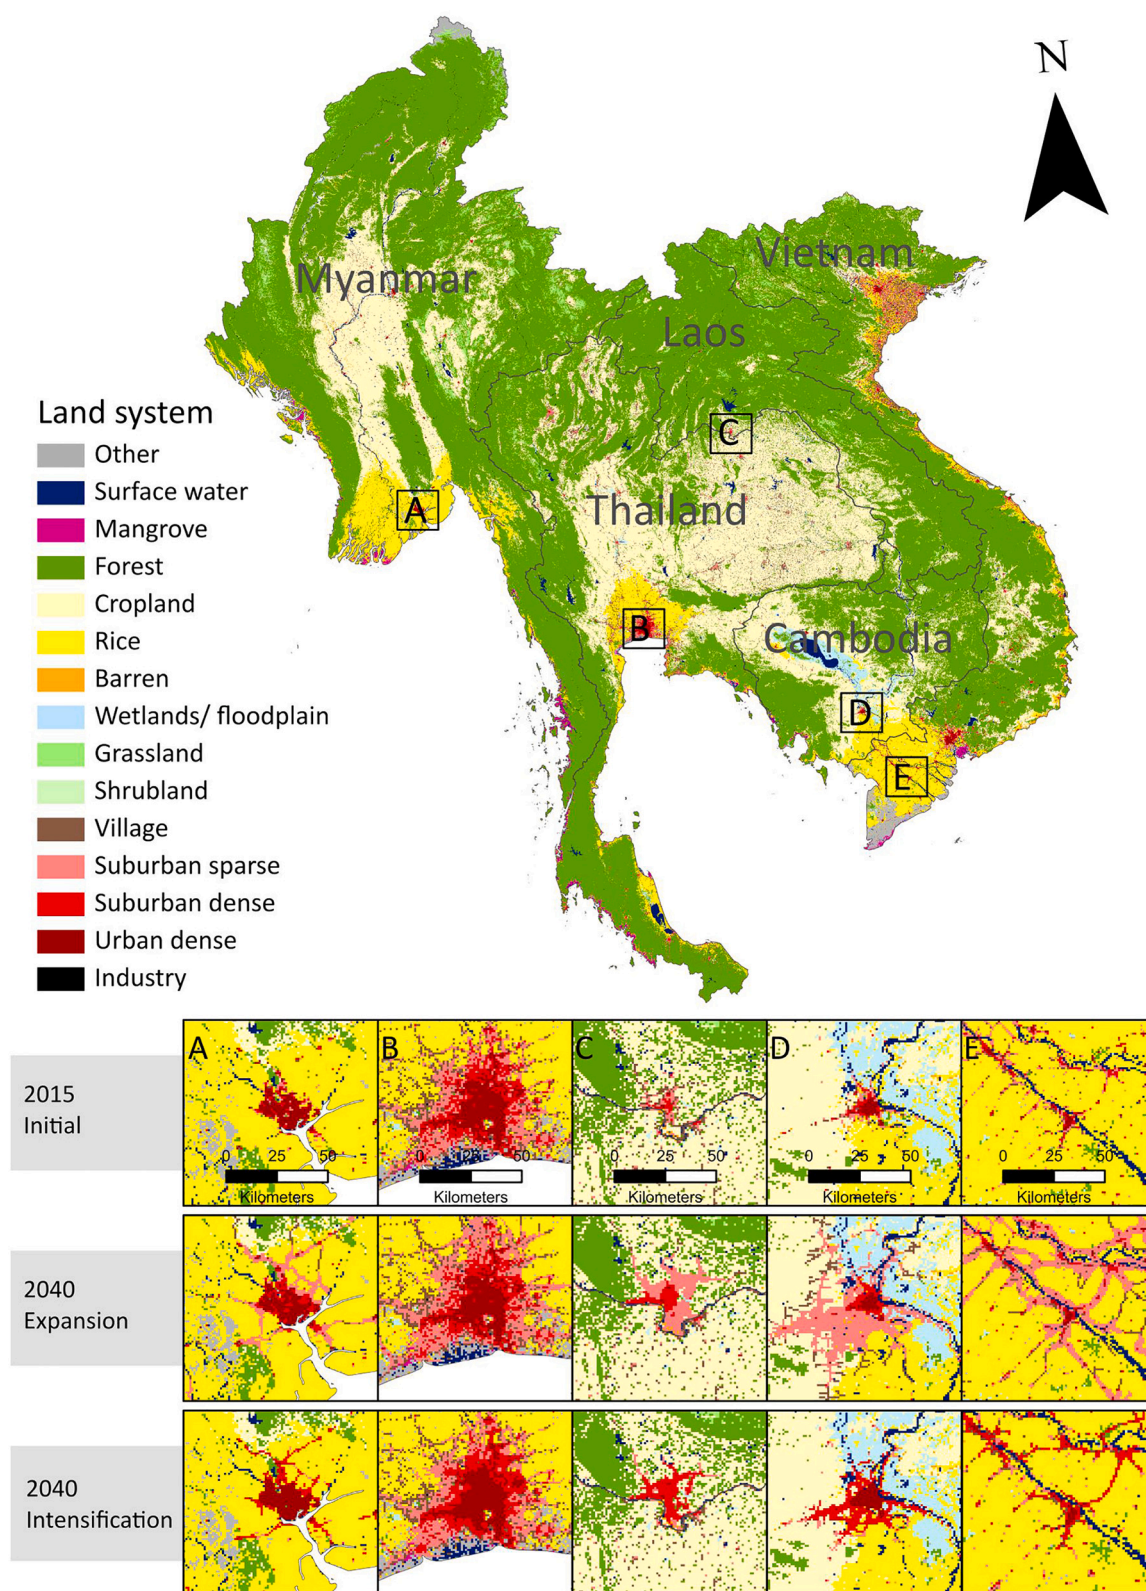 N
Vietnam
Myanmar
Laos
C
Thailand
A
B
Cambodia
D
E
Land system
Other
Surface water
Mangrove
Forest
Cropland
Rice
Barren
Wetlands/ floodplain
Grassland
Shrubland
Village
Suburban sparse
Suburban dense
Urban dense
Industry
A B C D E
2015
Initial
0 25 50 0 25 50 0 25 50 0 25 50 0 25 50
Kilometers Kilometers Kilometers Kilometers Kilometers
2040
Expansion
2040
Intensification